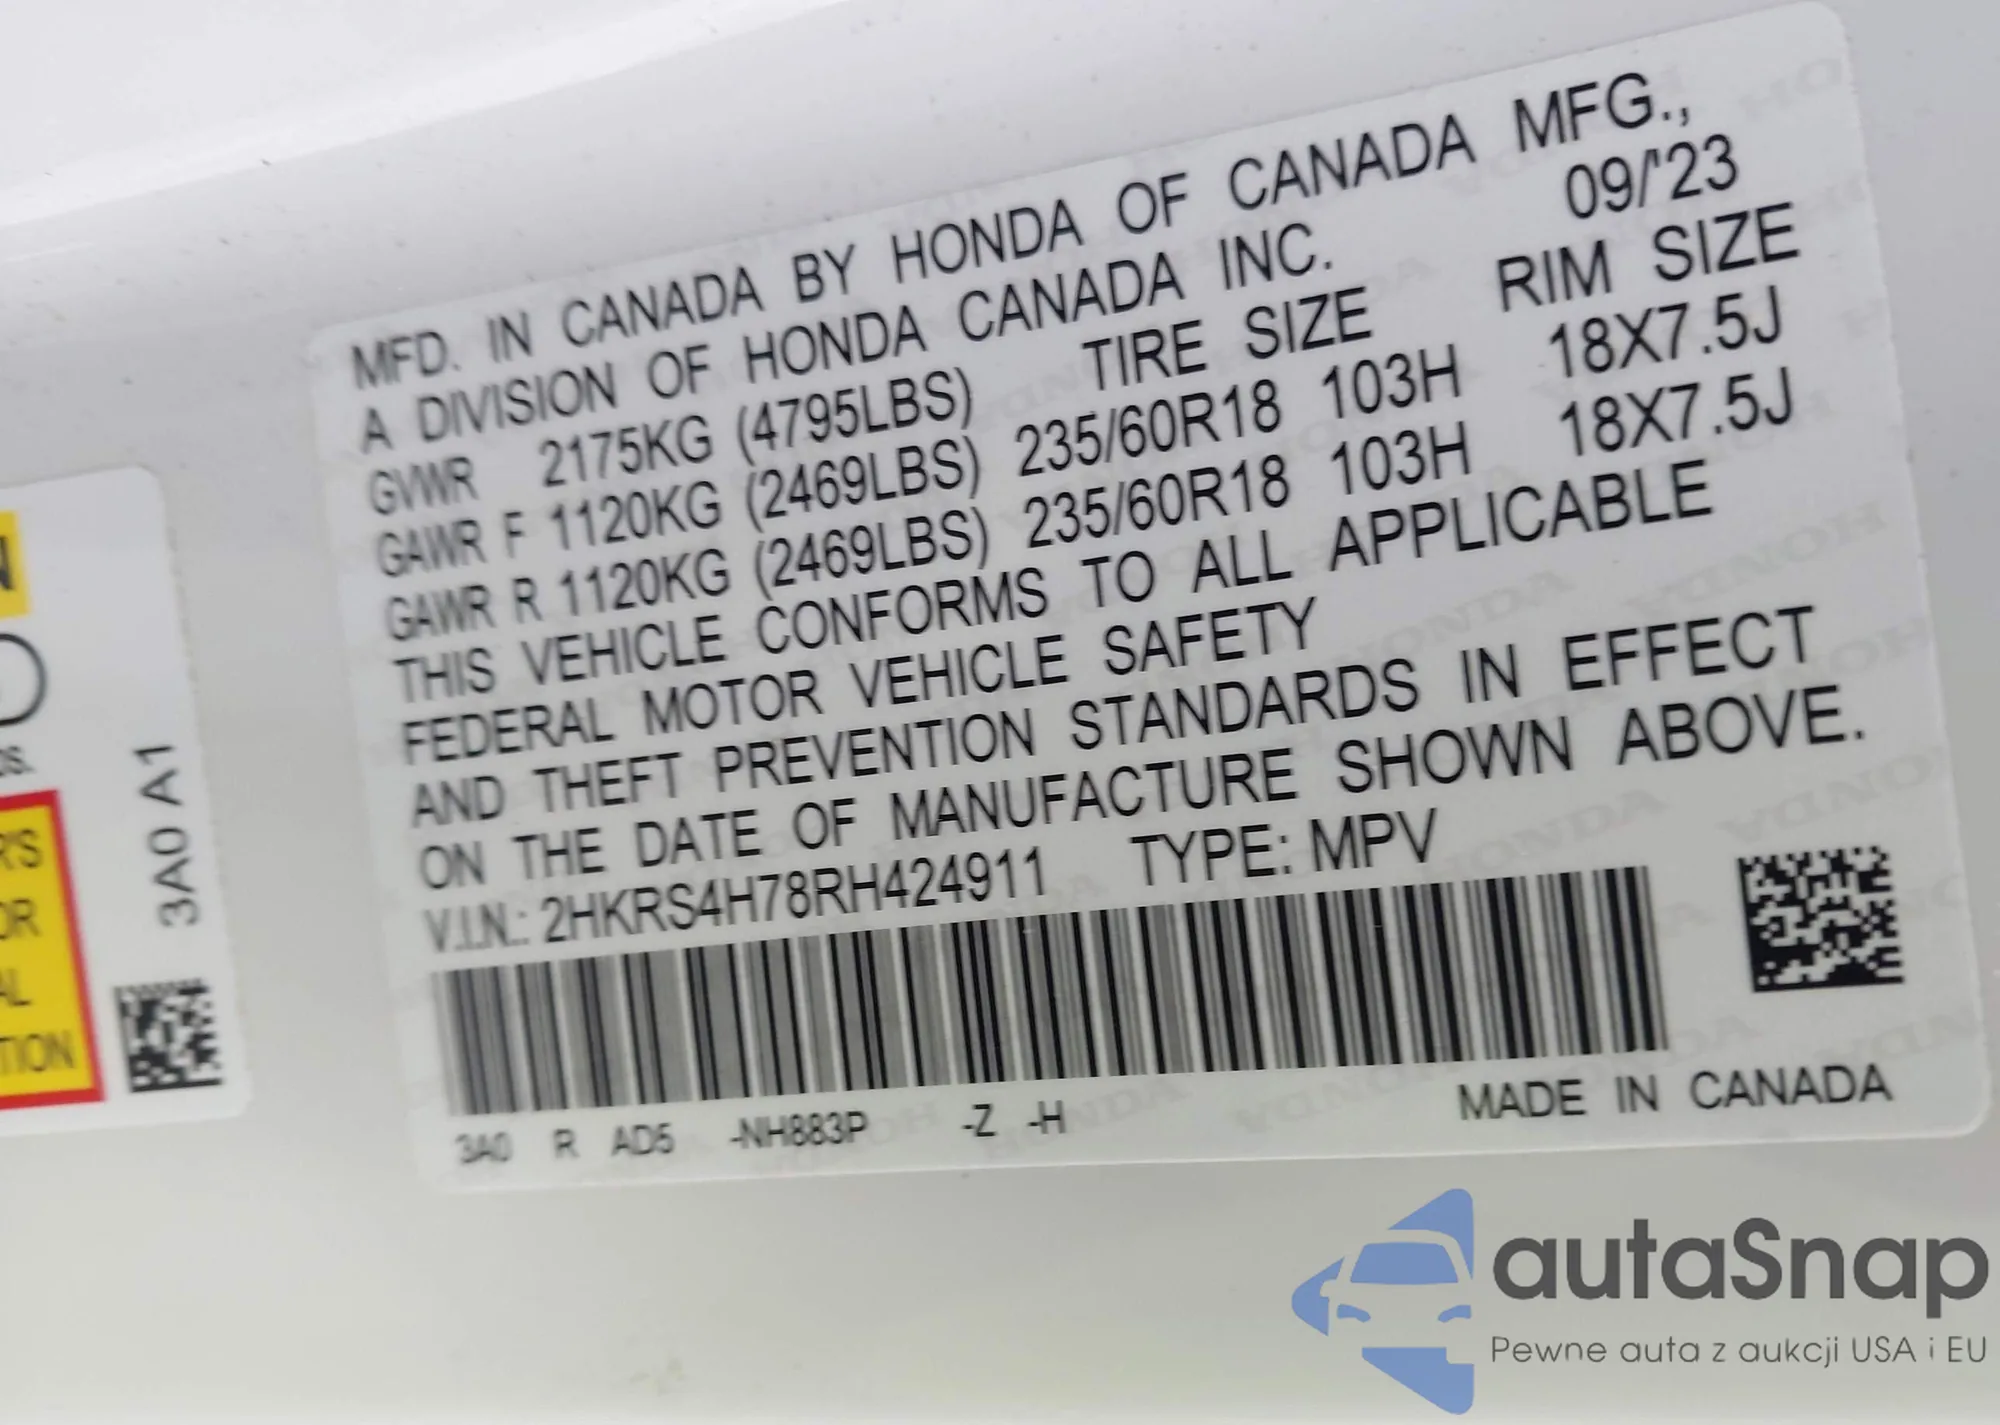 MFD. IN CANADA BY HONDA OF CANADA MFG.,
A DIVISION OF HONDA CANADA INC. 09/'23
TIRE SIZE RIM SIZE
GVWR 2175KG (4795LBS)
GAWR F 1120KG (2469LBS) 235/60R18 103H 18X7.5J
GAWR R 1120KG (2469LBS) 235/60R18 103H 18X7.5J
THIS VEHICLE CONFORMS TO ALL APPLICABLE
FEDERAL MOTOR VEHICLE SAFETY
AND THEFT PREVENTION STANDARDS IN EFFECT
ON THE DATE OF MANUFACTURE SHOWN ABOVE.
V.I.N.: 2HKRS4H78RH424911 TYPE: MPV
3A0 R AD5 -NH883P -Z -H
MADE IN CANADA
3A0 A1
N
R'S
OR
AL
TION
autaSnap
Pewne auta z aukcji USA i EU